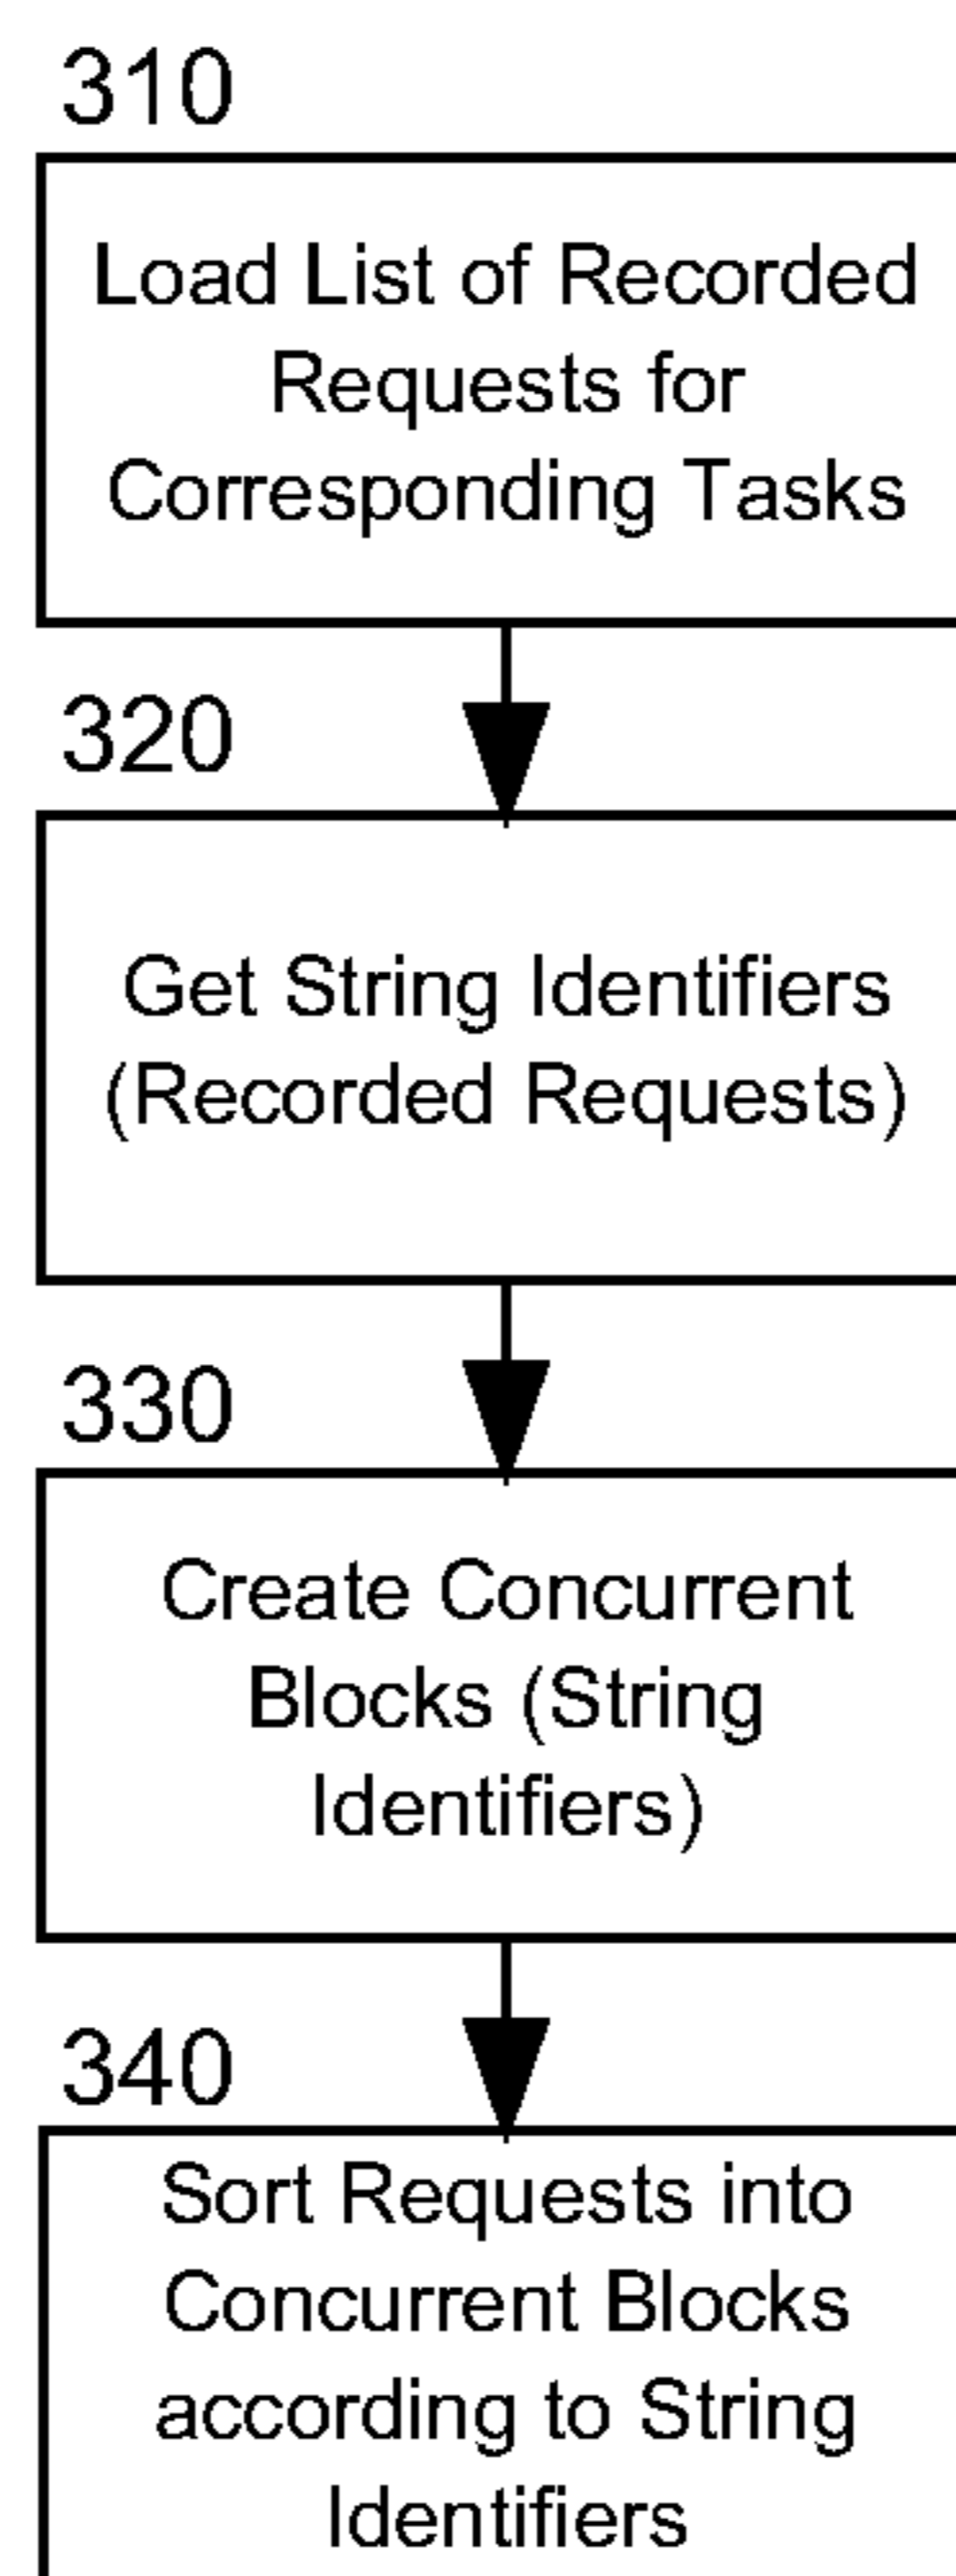 310
Load List of Recorded
Requests for
Corresponding Tasks
320
Get String Identifiers
(Recorded Requests)
330
Create Concurrent
Blocks (String
Identifiers)
340
Sort Requests into
Concurrent Blocks
according to String
Identifiers